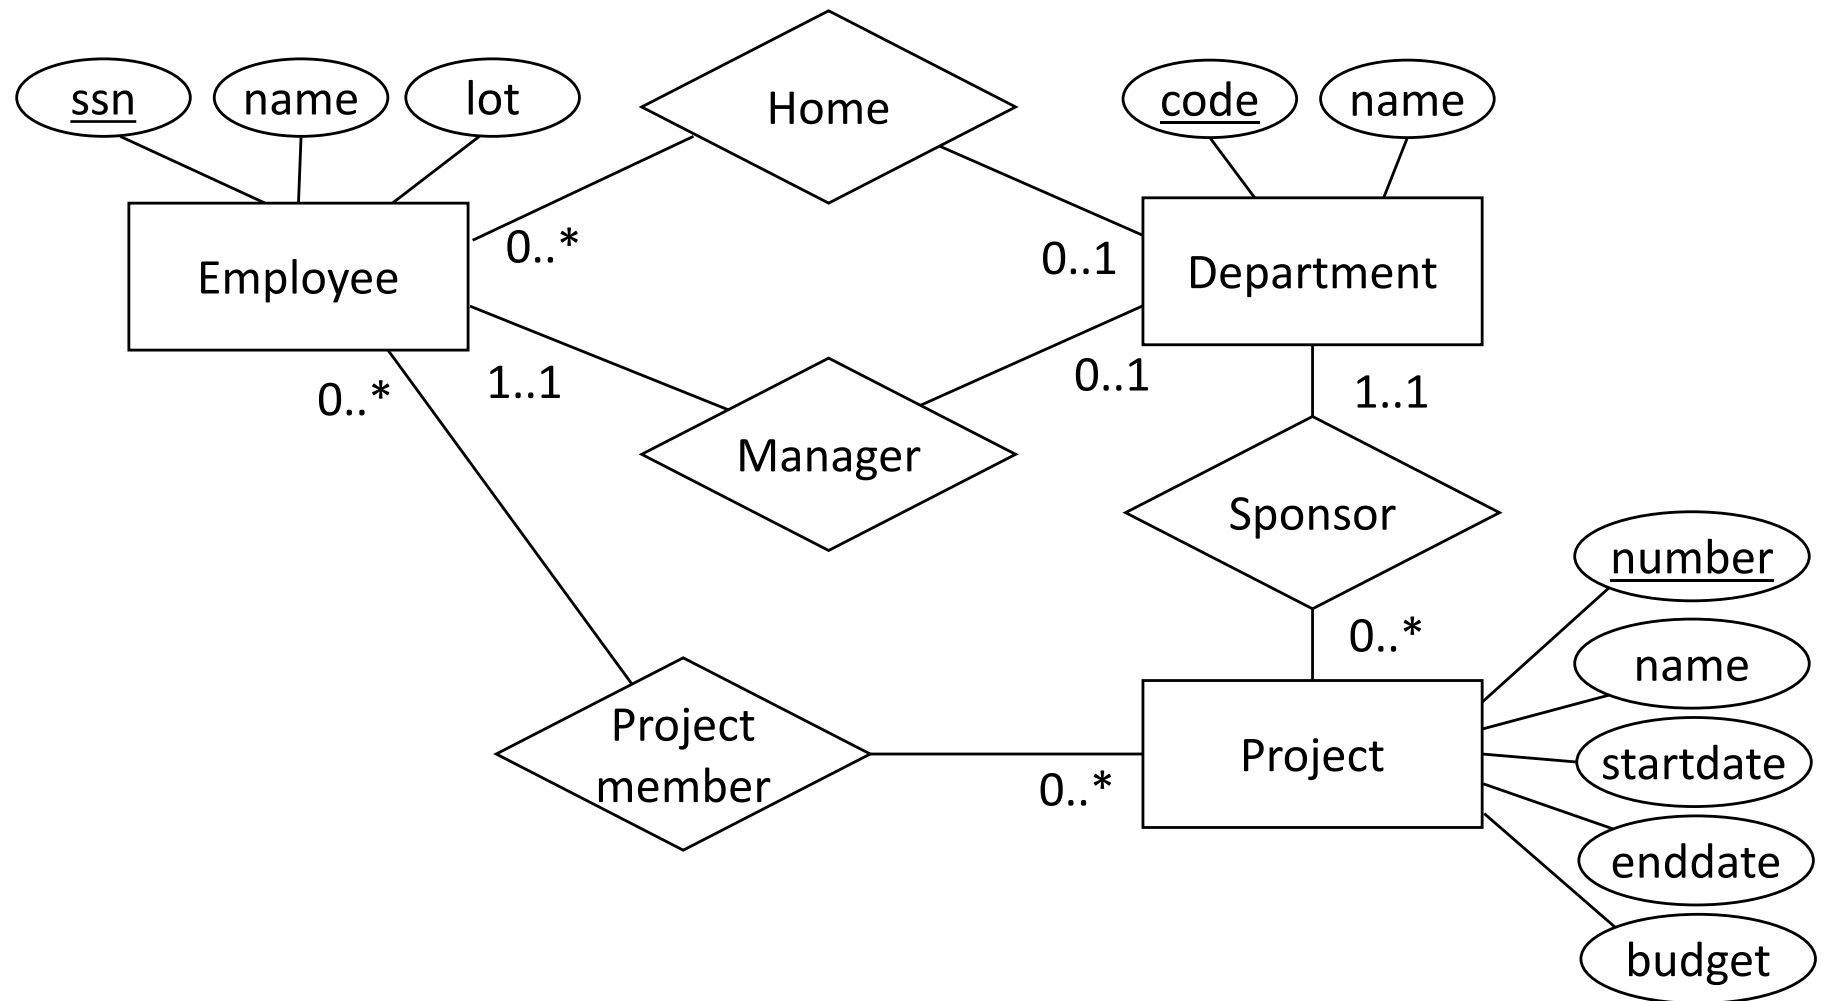 ssn
name
lot
Home
code
name
Employee
0..*
0..1
Department
0..*
1..1
Manager
0..1
1..1
Sponsor
number
0..*
name
Project
member
0..*
Project
startdate
enddate
budget